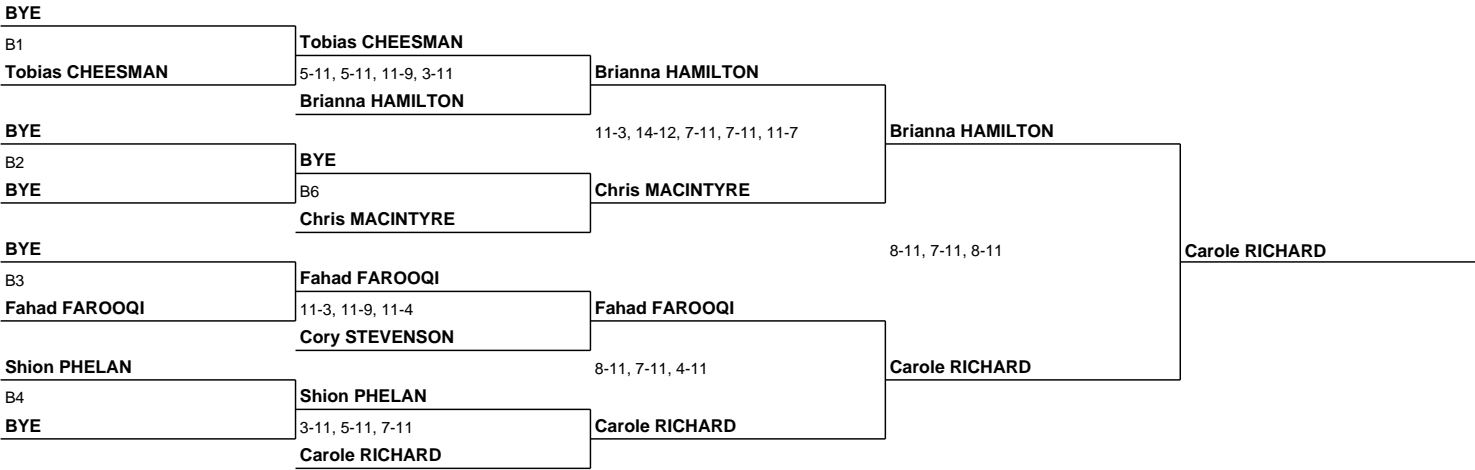 BYE
B1
Tobias CHEESMAN
BYE
B2
BYE
BYE
B3
Fahad FAROOQI
Shion PHELAN
B4
BYE
Tobias CHEESMAN
5-11, 5-11, 11-9, 3-11
Brianna HAMILTON
BYE
B6
Chris MACINTYRE
Fahad FAROOQI
11-3, 11-9, 11-4
Cory STEVENSON
Shion PHELAN
3-11, 5-11, 7-11
Carole RICHARD
Brianna HAMILTON
11-3, 14-12, 7-11, 7-11, 11-7
Chris MACINTYRE
Fahad FAROOQI
8-11, 7-11, 4-11
Carole RICHARD
Brianna HAMILTON
8-11, 7-11, 8-11
Carole RICHARD
Carole RICHARD